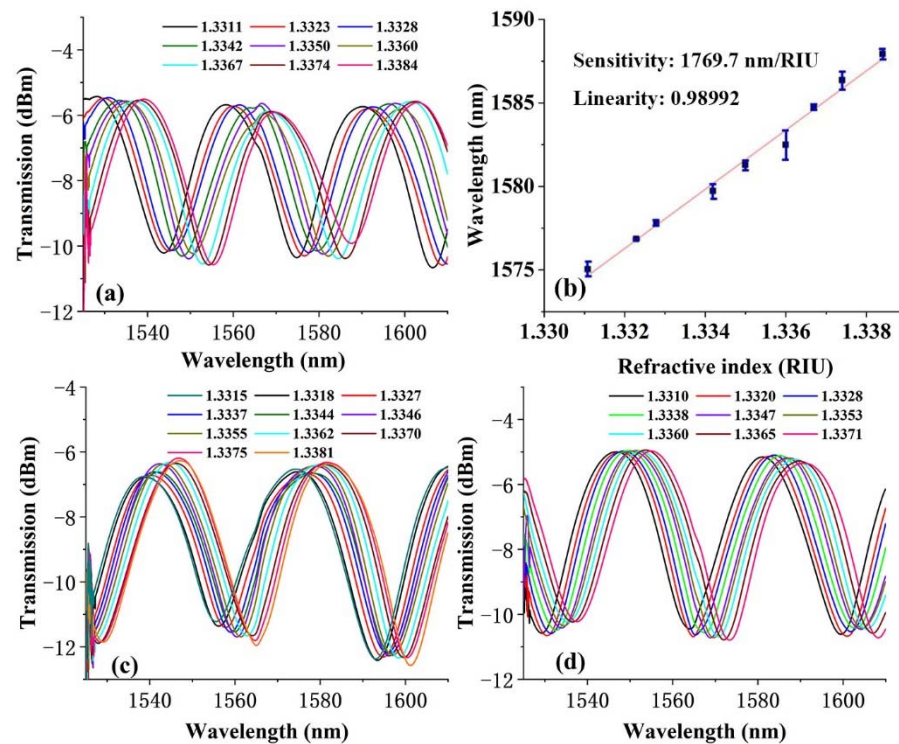 1.3311 1.3323 1.3328
1.3342 1.3350 1.3360
1.3367 1.3374 1.3384
−4
−6
−8
−10
−12
Transmission (dBm)
(a)
1540 1560 1580 1600
Wavelength (nm)
1590
1585
1580
1575
Wavelength (nm)
Sensitivity: 1769.7 nm/RIU
Linearity: 0.98992
(b)
1.330 1.332 1.334 1.336 1.338
Refractive index (RIU)
−4
−6
−8
−10
−12
Transmission (dBm)
1.3315 1.3318 1.3327
1.3337 1.3344 1.3346
1.3355 1.3362 1.3370
1.3375 1.3381
(c)
1540 1560 1580 1600
Wavelength (nm)
−4
−6
−8
−10
−12
Transmission (dBm)
1.3310 1.3320 1.3328
1.3338 1.3347 1.3353
1.3360 1.3365 1.3371
(d)
1540 1560 1580 1600
Wavelength (nm)